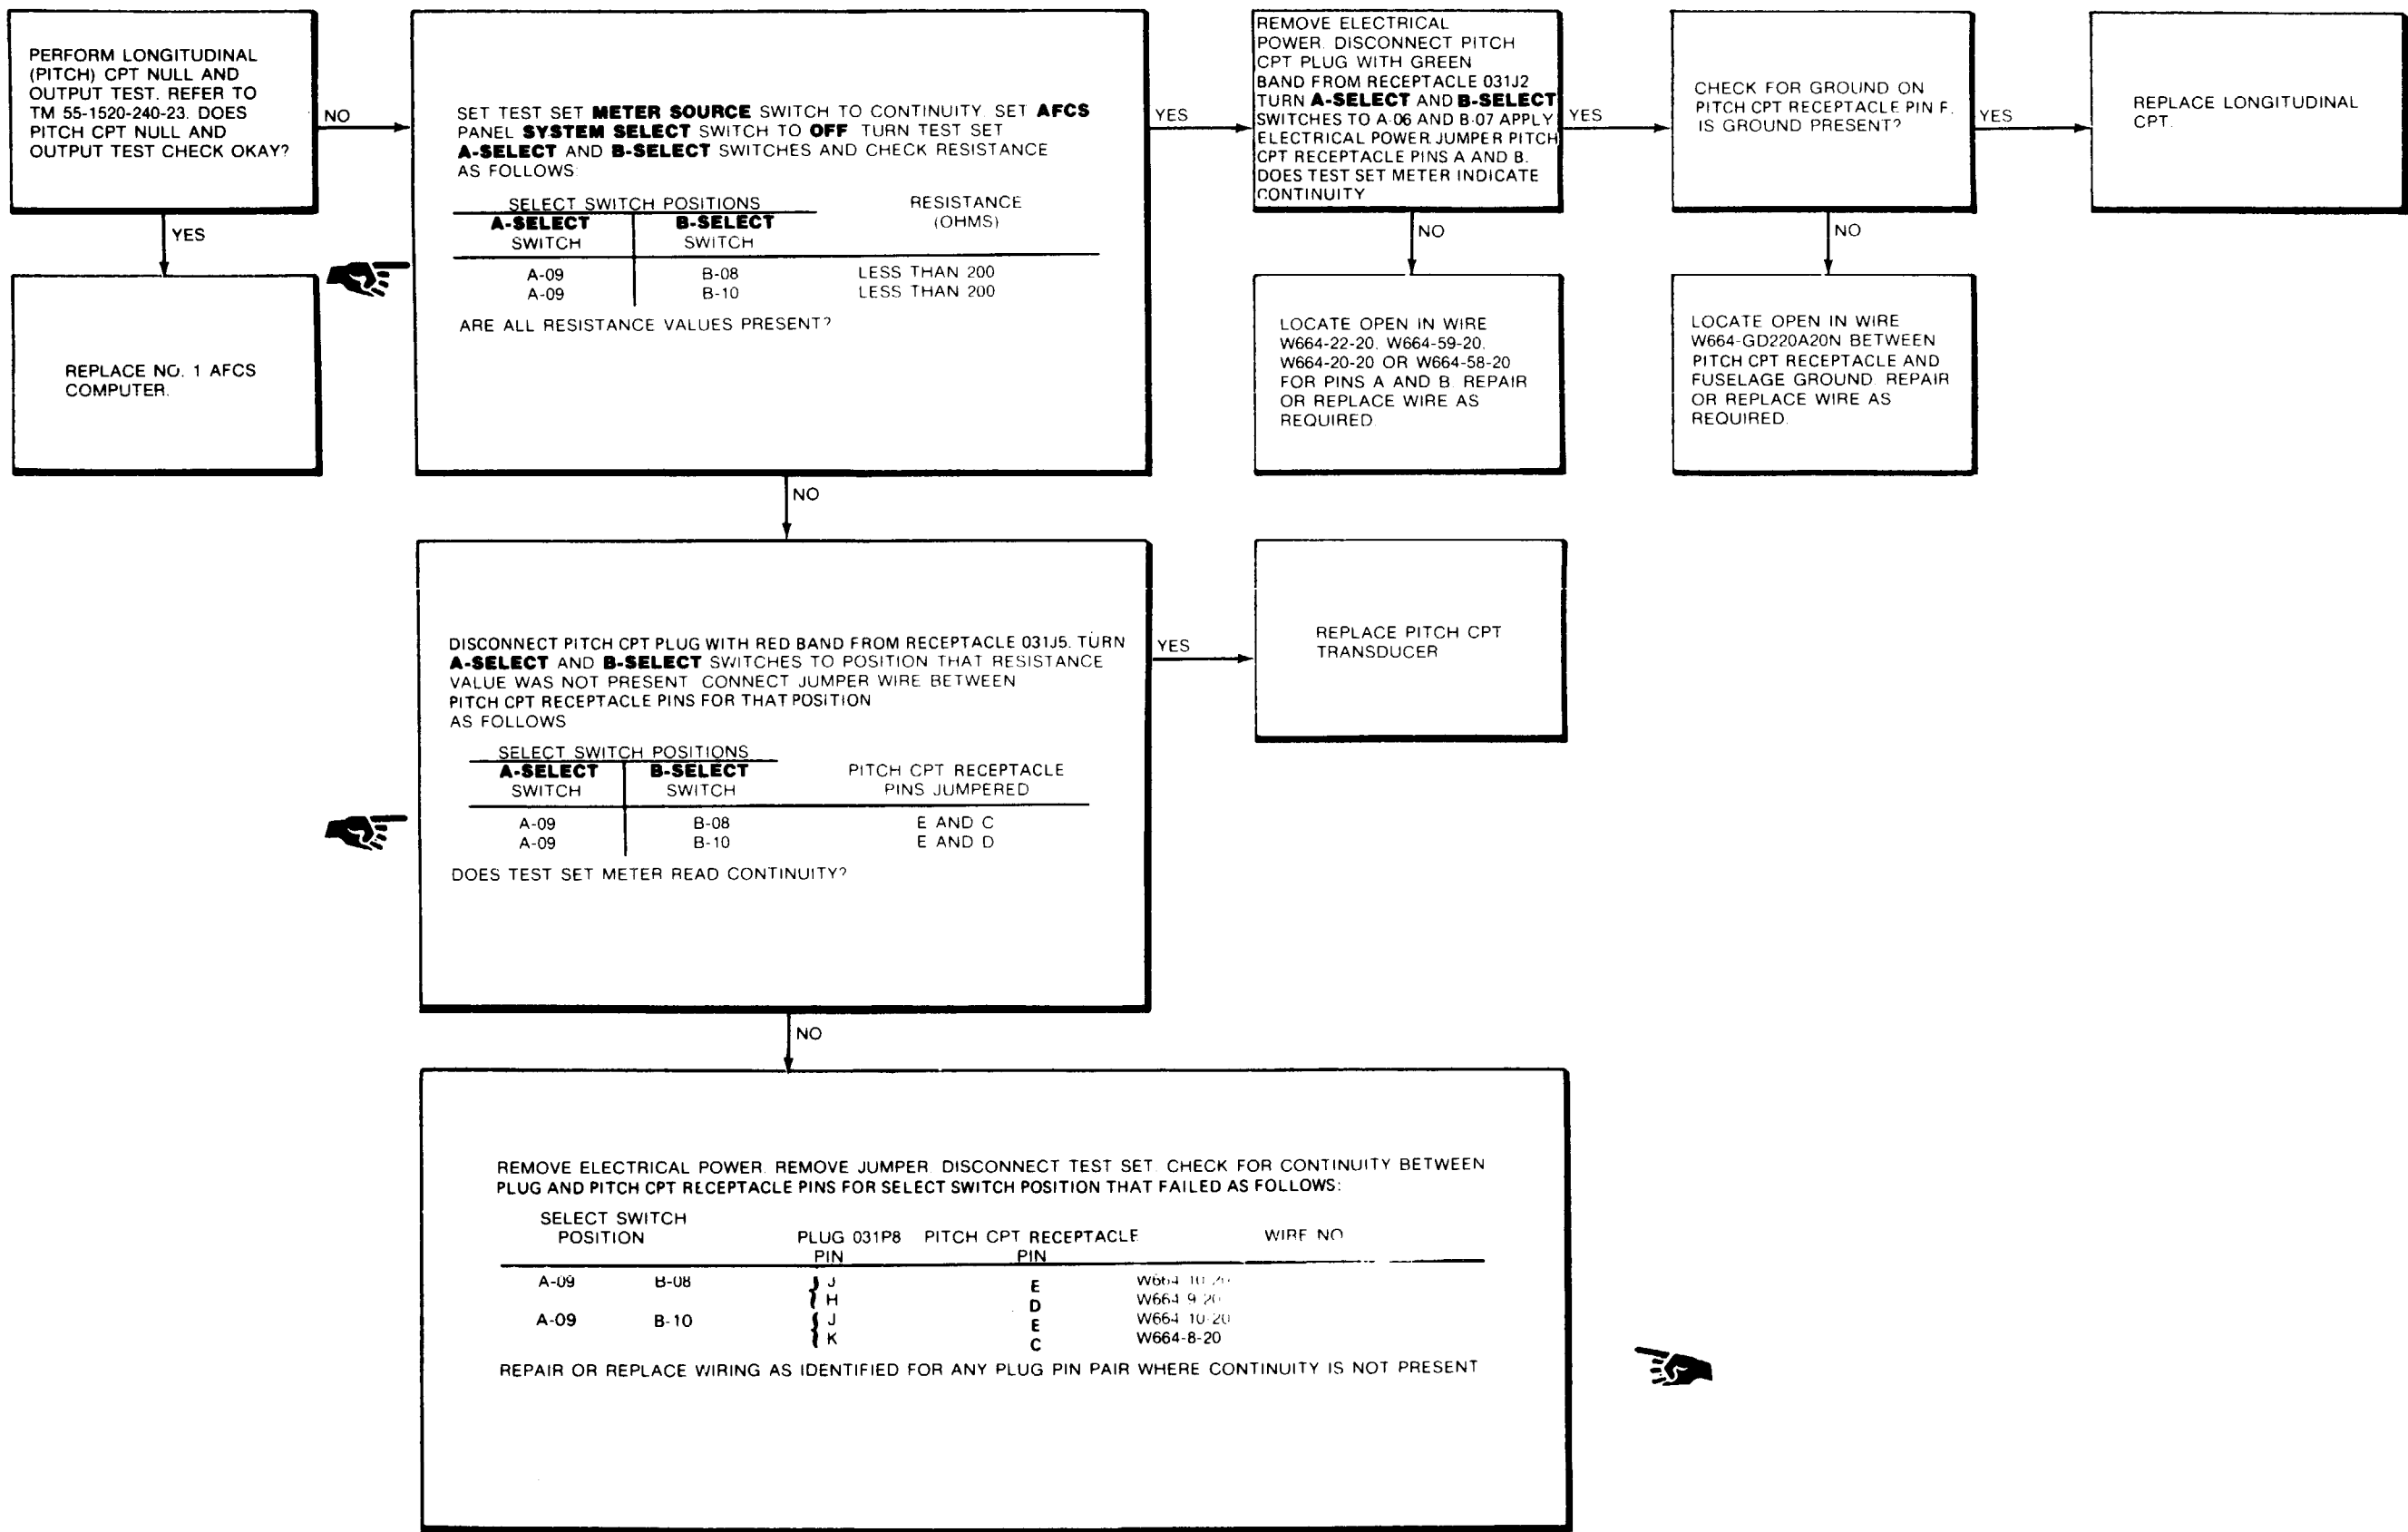 PERFORM LONGITUDINAL
(PITCH) CPT NULL AND
OUTPUT TEST. REFER TO
TM 55-1520-240-23. DOES
PITCH CPT NULL AND
OUTPUT TEST CHECK OKAY?
NO
YES
REPLACE NO. 1 AFCS
COMPUTER.
SET TEST SET METER SOURCE SWITCH TO CONTINUITY. SET AFCS
PANEL SYSTEM SELECT SWITCH TO OFF TURN TEST SET
A-SELECT AND B-SELECT SWITCHES AND CHECK RESISTANCE
AS FOLLOWS:
SELECT SWITCH POSITIONS RESISTANCE
A-SELECT B-SELECT (OHMS)
SWITCH SWITCH
A-09 B-08 LESS THAN 200
A-09 B-10 LESS THAN 200
ARE ALL RESISTANCE VALUES PRESENT?
YES
NO
REMOVE ELECTRICAL
POWER. DISCONNECT PITCH
CPT PLUG WITH GREEN
BAND FROM RECEPTACLE 031J2
TURN A-SELECT AND B-SELECT
SWITCHES TO A-06 AND B-07 APPLY
ELECTRICAL POWER. JUMPER PITCH
CPT RECEPTACLE PINS A AND B.
DOES TEST SET METER INDICATE
CONTINUITY
YES
NO
LOCATE OPEN IN WIRE
W664-22-20, W664-59-20,
W664-20-20 OR W664-58-20
FOR PINS A AND B. REPAIR
OR REPLACE WIRE AS
REQUIRED.
CHECK FOR GROUND ON
PITCH CPT RECEPTACLE PIN F.
IS GROUND PRESENT?
YES
NO
LOCATE OPEN IN WIRE
W664-GD220A20N BETWEEN
PITCH CPT RECEPTACLE AND
FUSELAGE GROUND. REPAIR
OR REPLACE WIRE AS
REQUIRED.
REPLACE LONGITUDINAL
CPT.
DISCONNECT PITCH CPT PLUG WITH RED BAND FROM RECEPTACLE 031J5. TURN
A-SELECT AND B-SELECT SWITCHES TO POSITION THAT RESISTANCE
VALUE WAS NOT PRESENT CONNECT JUMPER WIRE BETWEEN
PITCH CPT RECEPTACLE PINS FOR THAT POSITION
AS FOLLOWS
SELECT SWITCH POSITIONS
A-SELECT B-SELECT PITCH CPT RECEPTACLE
SWITCH SWITCH PINS JUMPERED
A-09 B-08 E AND C
A-09 B-10 E AND D
DOES TEST SET METER READ CONTINUITY?
YES
NO
REPLACE PITCH CPT
TRANSDUCER
REMOVE ELECTRICAL POWER. REMOVE JUMPER. DISCONNECT TEST SET. CHECK FOR CONTINUITY BETWEEN
PLUG AND PITCH CPT RECEPTACLE PINS FOR SELECT SWITCH POSITION THAT FAILED AS FOLLOWS:
SELECT SWITCH
POSITION PLUG 031P8 PITCH CPT RECEPTACLE WIRE NO
PIN PIN
A-09 B-08 J E W664-10-20
H D W664-9-20
A-09 B-10 J E W664-10-20
K C W664-8-20
REPAIR OR REPLACE WIRING AS IDENTIFIED FOR ANY PLUG PIN PAIR WHERE CONTINUITY IS NOT PRESENT